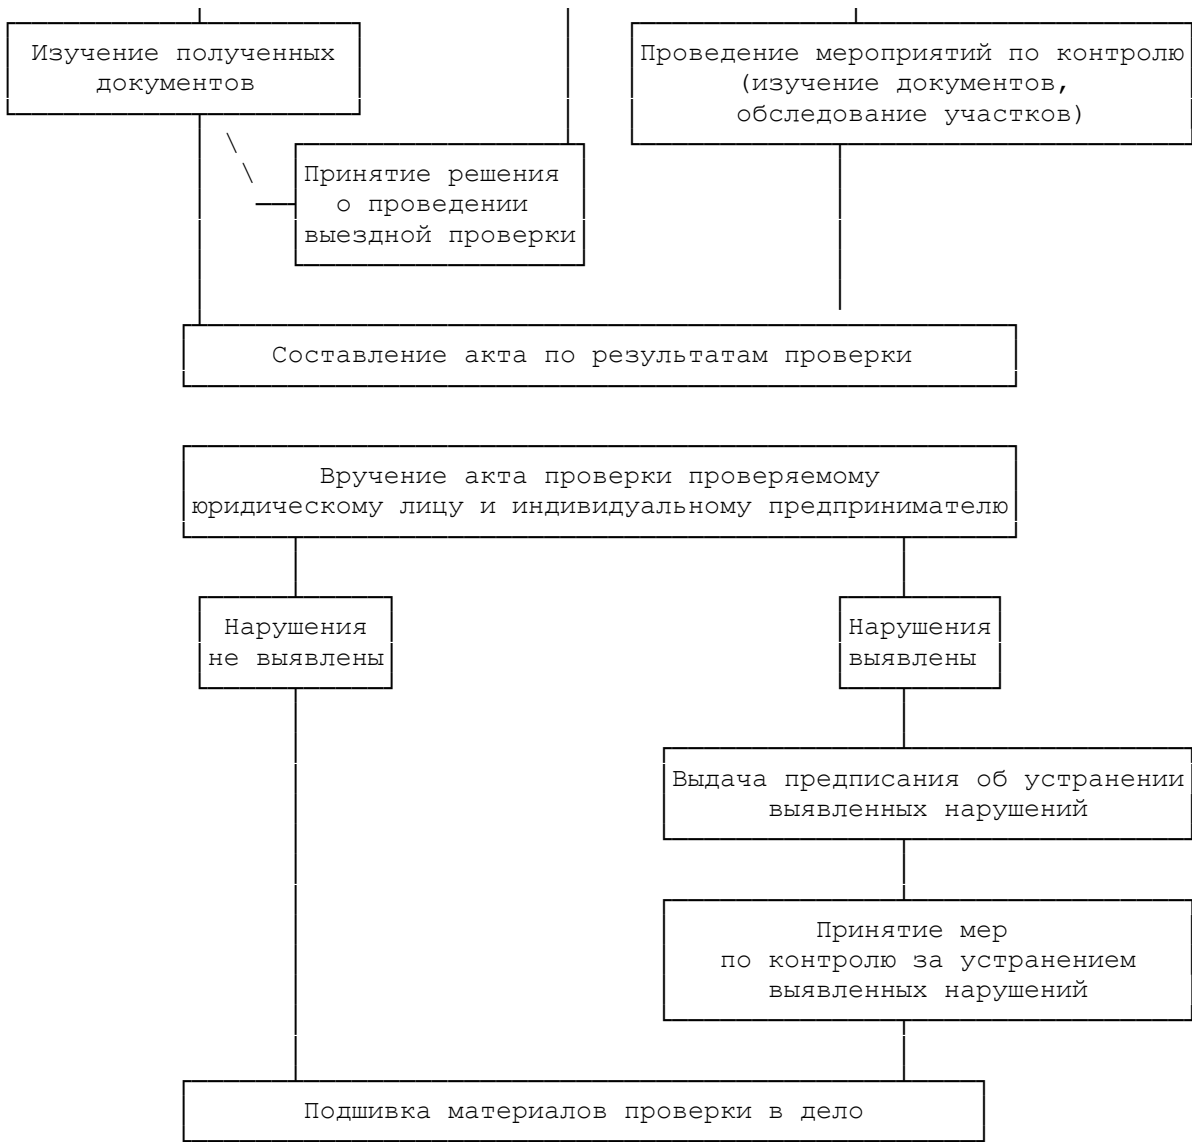 Изучение полученных
документов
Проведение мероприятий по контролю
(изучение документов,
обследование участков)
Принятие решения
о проведении
выездной проверки
Составление акта по результатам проверки
Вручение акта проверки проверяемому
юридическому лицу и индивидуальному предпринимателю
Нарушения
не выявлены
Нарушения
выявлены
Выдача предписания об устранении
выявленных нарушений
Принятие мер
по контролю за устранением
выявленных нарушений
Подшивка материалов проверки в дело